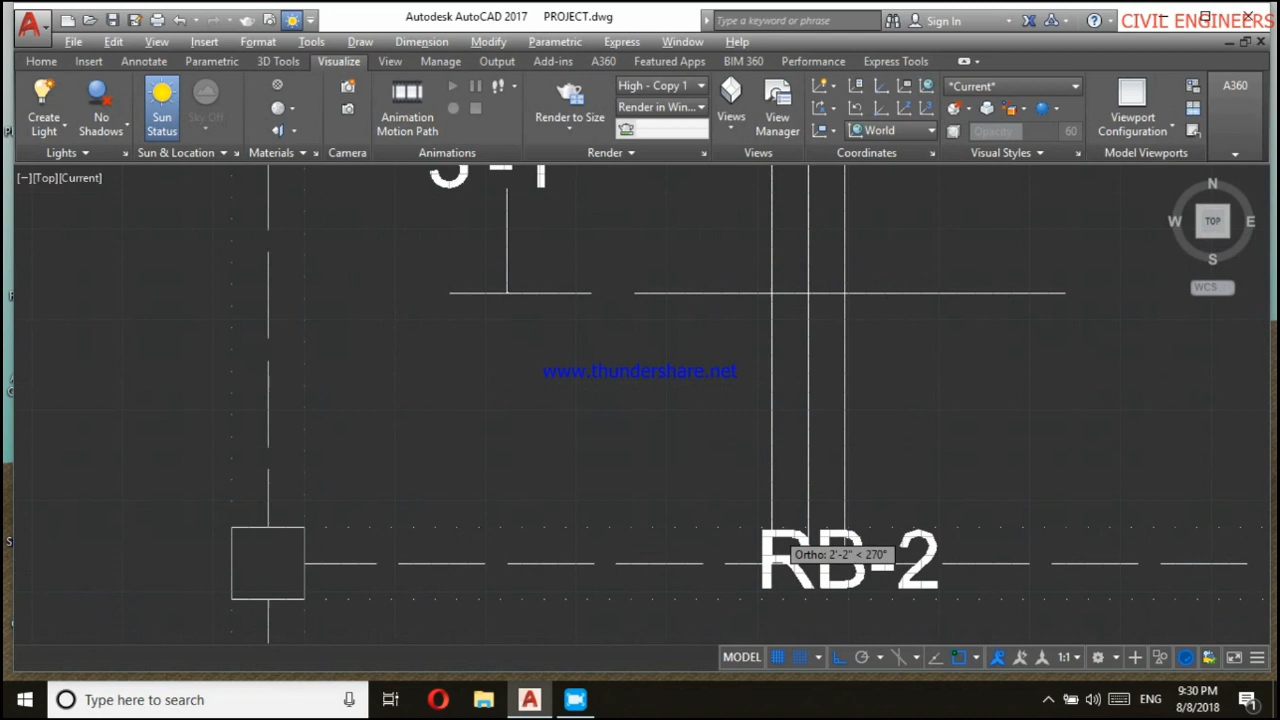 Autodesk AutoCAD 2017 PROJECT.dwg
Type a keyword or phrase
Sign In
CIVIL ENGINEERS
File Edit View Insert Format Tools Draw Dimension Modify Parametric Express Window Help
Home Insert Annotate Parametric 3D Tools Visualize View Manage Output Add-ins A360 Featured Apps BIM 360 Performance Express Tools
Create Light
No Shadows
Sun Status
Sky Off
Animation Motion Path
Render to Size
High - Copy 1
Render in Win...
Views
View Manager
World
*Current*
Opacity 60
Viewport Configuration
A360
Lights Sun & Location Materials Camera Animations Render Views Coordinates Visual Styles Model Viewports
[−][Top][Current]
N
W TOP E
S
WCS
www.thundershare.net
RB-2
Ortho: 2'-2" < 270°
MODEL
1:1
Type here to search
ENG
9:30 PM
8/8/2018
1